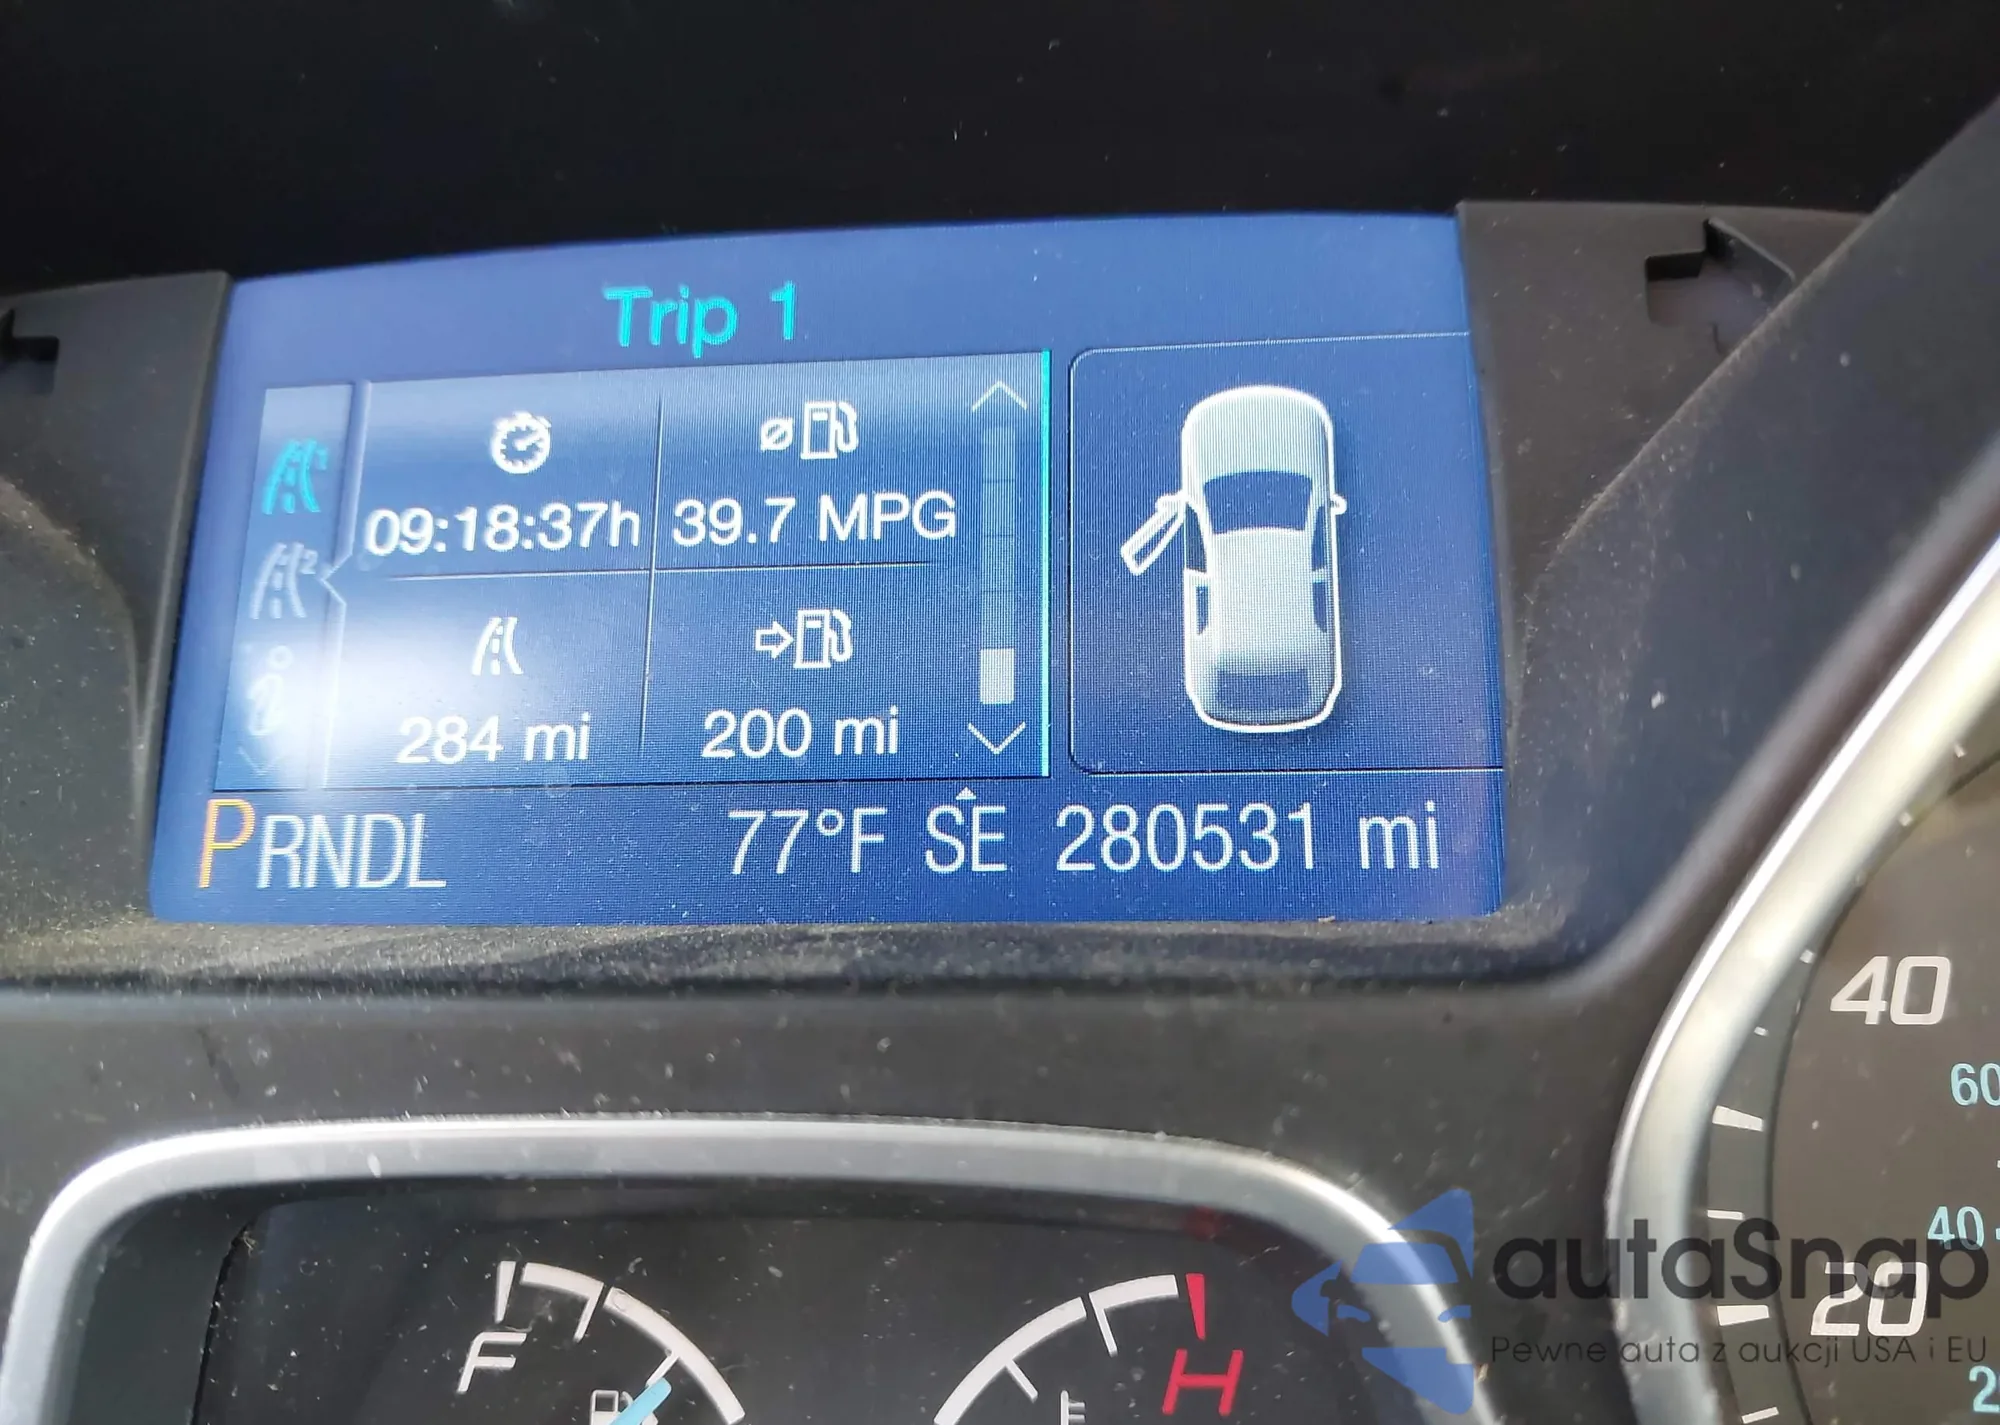 Trip 1
09:18:37h
39.7 MPG
2
284 mi
200 mi
PRNDL
77°F SE 280531 mi
40
60
40
20
F
H
autaSnap
Pewne auta z aukcji USA i EU